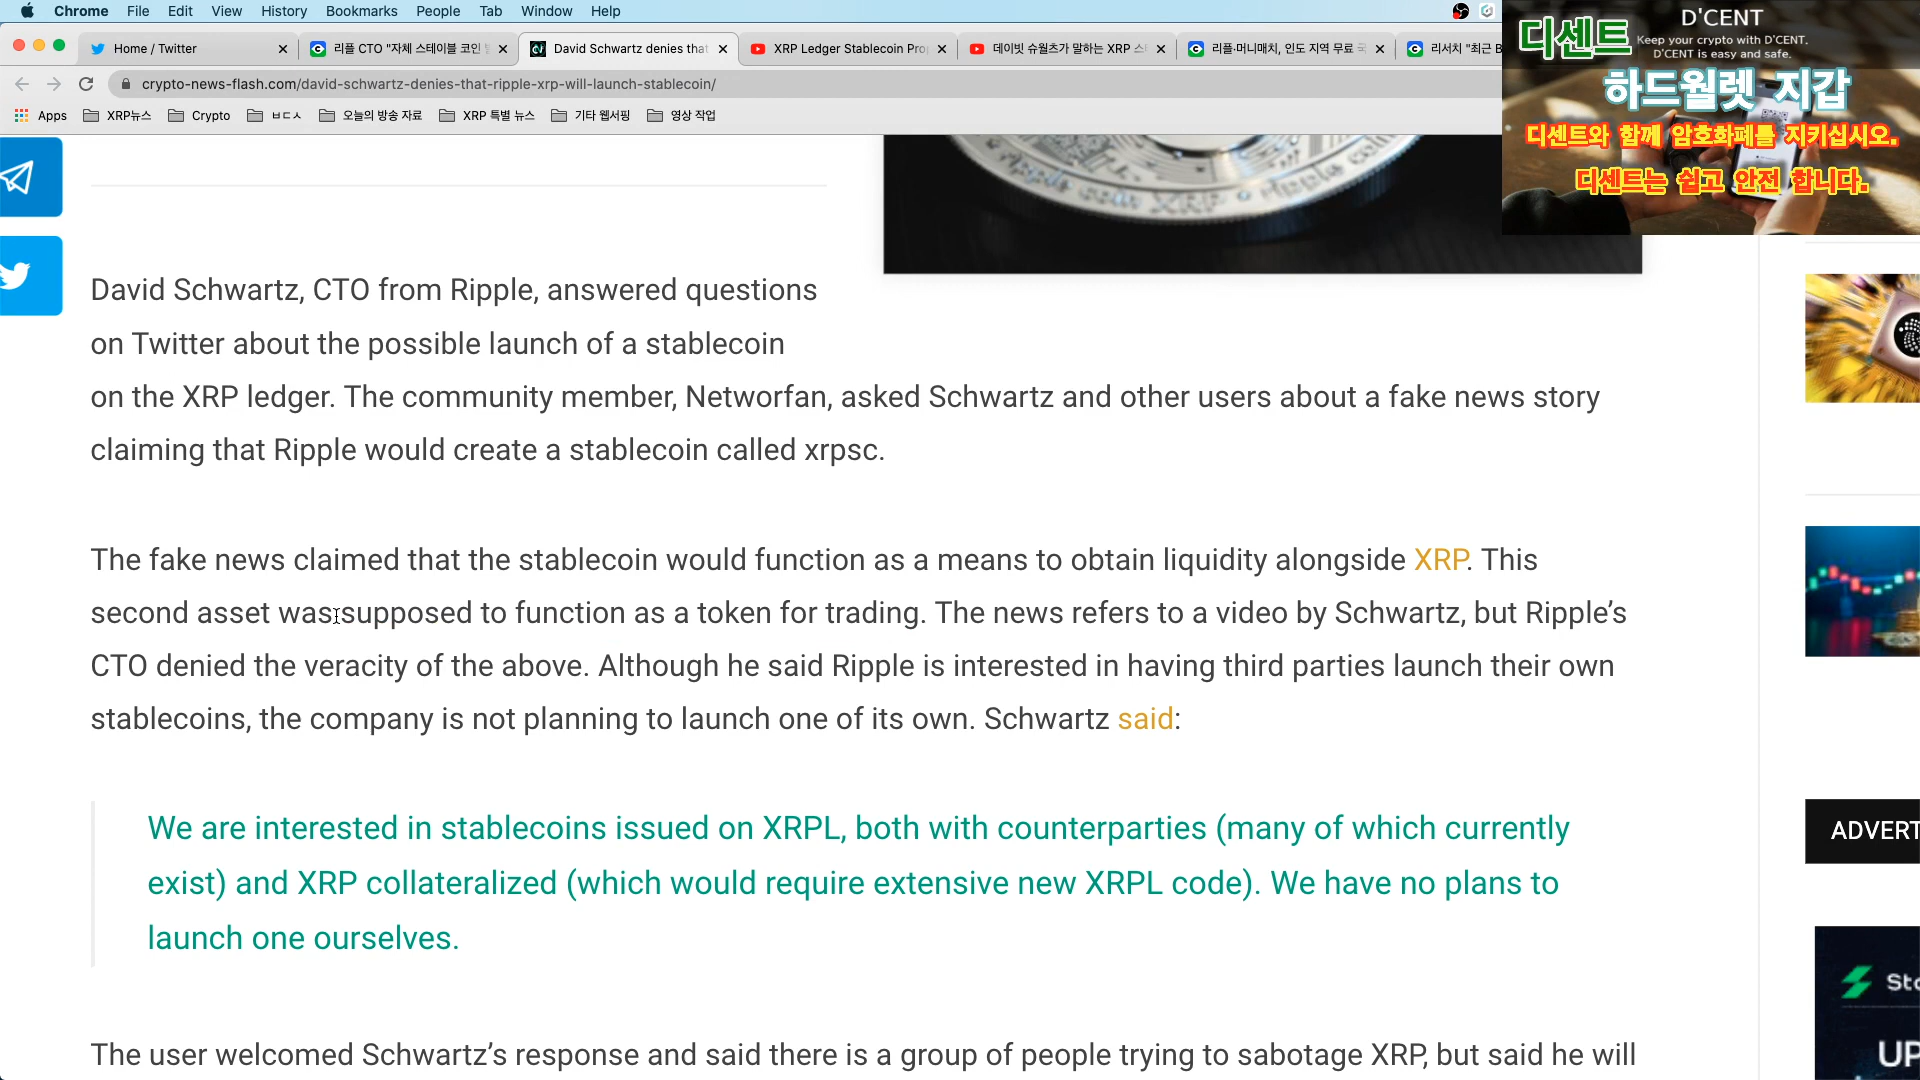 Chrome File Edit View History Bookmarks People Tab Window Help
Home / Twitter
리플 CTO "자체 스테이블 코인
David Schwartz denies that
XRP Ledger Stablecoin Pro
데이빗 슈월츠가 말하는 XRP 스
리플-머니매치, 인도 지역 무료
리서치 "최근 B
crypto-news-flash.com/david-schwartz-denies-that-ripple-xrp-will-launch-stablecoin/
Apps XRP뉴스 Crypto ㅂㄷㅅ 오늘의 방송 자료 XRP 특별 뉴스 기타 웹서핑 영상 작업
디센트
D'CENT
Keep your crypto with D'CENT.
D'CENT is easy and safe.
하드월렛 지갑
디센트와 함께 암호화폐를 지키십시오.
디센트는 쉽고 안전 합니다.
David Schwartz, CTO from Ripple, answered questions
on Twitter about the possible launch of a stablecoin
on the XRP ledger. The community member, Networfan, asked Schwartz and other users about a fake news story
claiming that Ripple would create a stablecoin called xrpsc.
The fake news claimed that the stablecoin would function as a means to obtain liquidity alongside XRP. This
second asset was supposed to function as a token for trading. The news refers to a video by Schwartz, but Ripple's
CTO denied the veracity of the above. Although he said Ripple is interested in having third parties launch their own
stablecoins, the company is not planning to launch one of its own. Schwartz said:
We are interested in stablecoins issued on XRPL, both with counterparties (many of which currently
exist) and XRP collateralized (which would require extensive new XRPL code). We have no plans to
launch one ourselves.
The user welcomed Schwartz's response and said there is a group of people trying to sabotage XRP, but said he will
ADVERT
Sto
UP